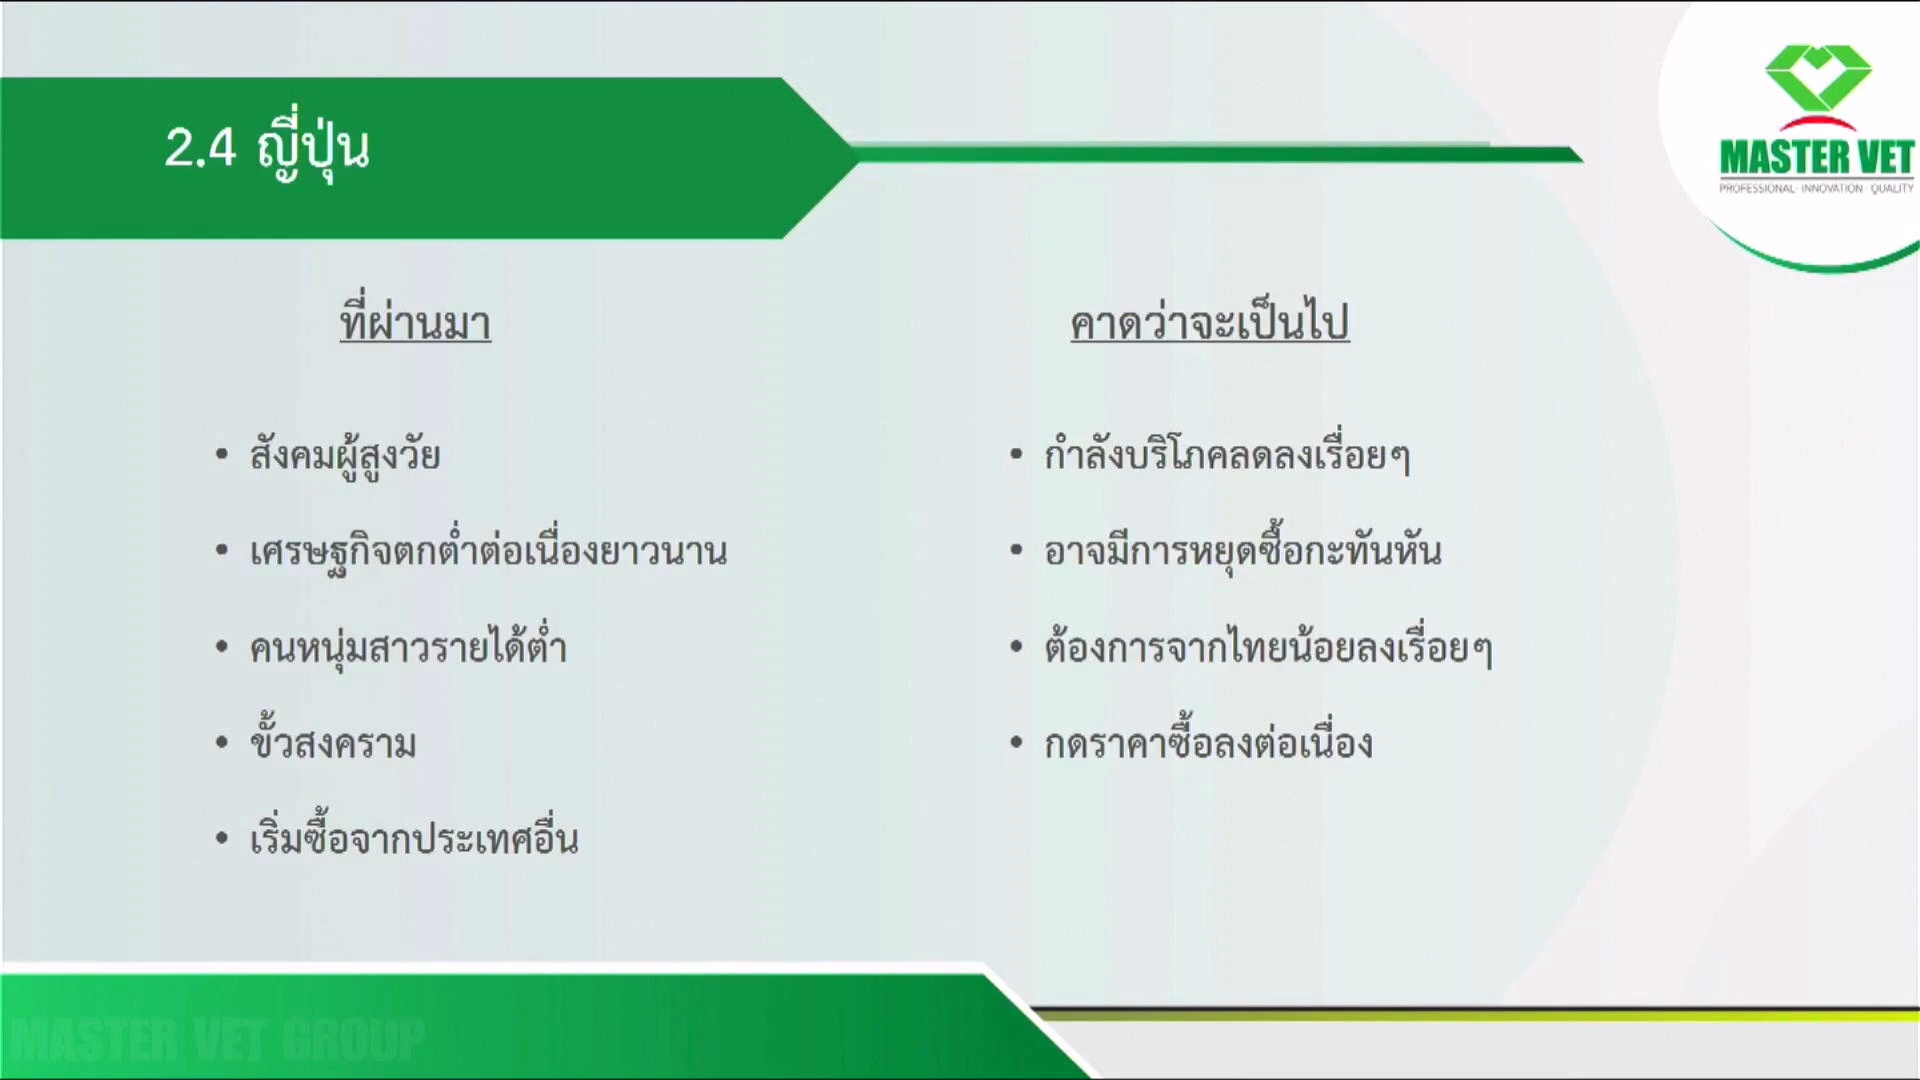 2.4 ญี่ปุ่น
MASTER VET
PROFESSIONAL · INNOVATION · QUALITY
ที่ผ่านมา
• สังคมผู้สูงวัย
• เศรษฐกิจตกต่ำต่อเนื่องยาวนาน
• คนหนุ่มสาวรายได้ต่ำ
• ขั้วสงคราม
• เริ่มซื้อจากประเทศอื่น
คาดว่าจะเป็นไป
• กำลังบริโภคลดลงเรื่อยๆ
• อาจมีการหยุดซื้อกะทันหัน
• ต้องการจากไทยน้อยลงเรื่อยๆ
• กดราคาซื้อลงต่อเนื่อง
MASTER VET GROUP